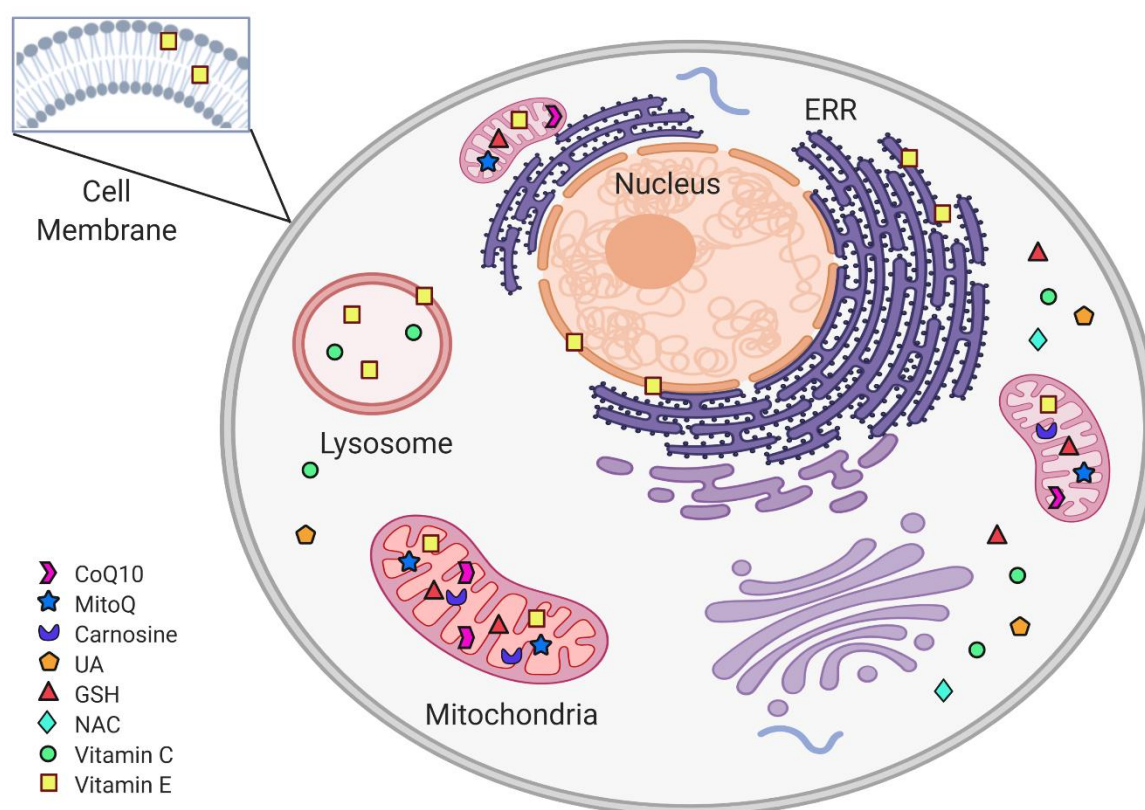 ERR
Nucleus
Cell
Membrane
Lysosome
Mitochondria
CoQ10
MitoQ
Carnosine
UA
GSH
NAC
Vitamin C
Vitamin E